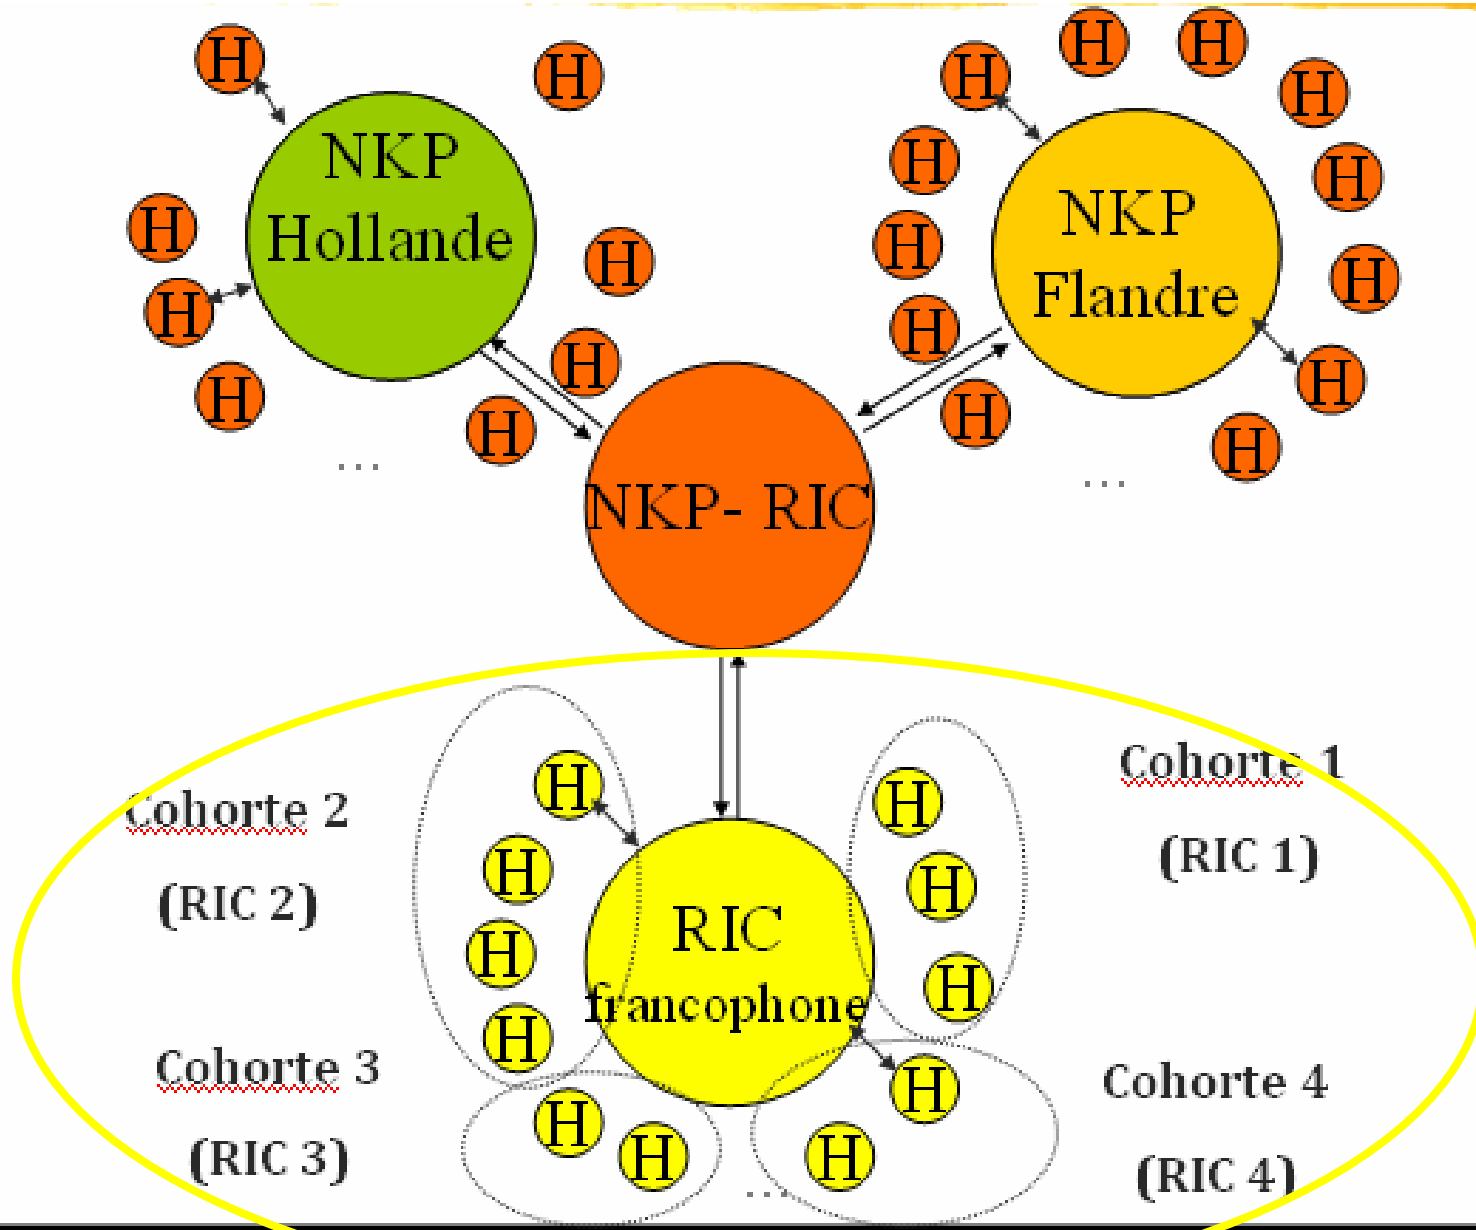 H
H
H
H
H
H
H
H
NKP
Hollande
...
H
H
H
H
H
H
H
H
H
H
H
H
NKP
Flandre
...
NKP- RIC
Cohorte 1
(RIC 1)
H
H
H
Cohorte 2
(RIC 2)
H
H
H
H
RIC
francophone
Cohorte 3
(RIC 3)
H
H
...
Cohorte 4
(RIC 4)
H
H